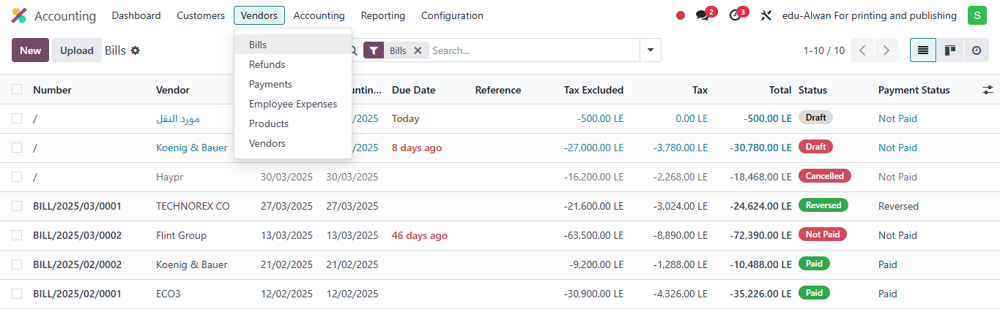 Accounting Dashboard Customers Vendors Accounting Reporting Configuration 2 3 edu-Alwan For printing and publishing S
New Upload Bills Bills Search... 1-10 / 10
Bills
Refunds
Payments
Employee Expenses
Products
Vendors
Number Vendor Due Date Reference Tax Excluded Tax Total Status Payment Status
/ مورد النقل /2025 Today -500.00 LE 0.00 LE -500.00 LE Draft Not Paid
/ Koenig & Bauer /2025 8 days ago -27,000.00 LE -3,780.00 LE -30,780.00 LE Draft Not Paid
/ Haypr 30/03/2025 30/03/2025 -16,200.00 LE -2,268.00 LE -18,468.00 LE Cancelled Not Paid
BILL/2025/03/0001 TECHNOREX CO 27/03/2025 27/03/2025 -21,600.00 LE -3,024.00 LE -24,624.00 LE Reversed Reversed
BILL/2025/03/0002 Flint Group 13/03/2025 13/03/2025 46 days ago -63,500.00 LE -8,890.00 LE -72,390.00 LE Not Paid Not Paid
BILL/2025/02/0002 Koenig & Bauer 21/02/2025 21/02/2025 -9,200.00 LE -1,288.00 LE -10,488.00 LE Paid Paid
BILL/2025/02/0001 ECO3 12/02/2025 12/02/2025 -30,900.00 LE -4,326.00 LE -35,226.00 LE Paid Paid